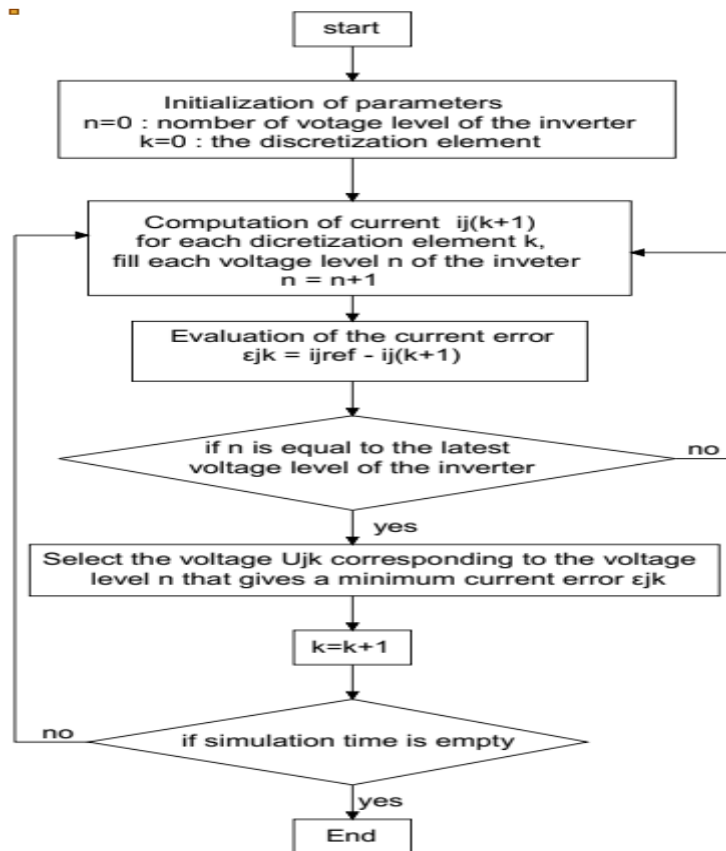 start
Initialization of parameters
n=0 : nomber of votage level of the inverter
k=0 : the discretization element
Computation of current ij(k+1)
for each dicretization element k,
fill each voltage level n of the inveter
n = n+1
Evaluation of the current error
εjk = ijref - ij(k+1)
if n is equal to the latest
voltage level of the inverter
no
yes
Select the voltage Ujk corresponding to the voltage
level n that gives a minimum current error εjk
k=k+1
no
if simulation time is empty
yes
End